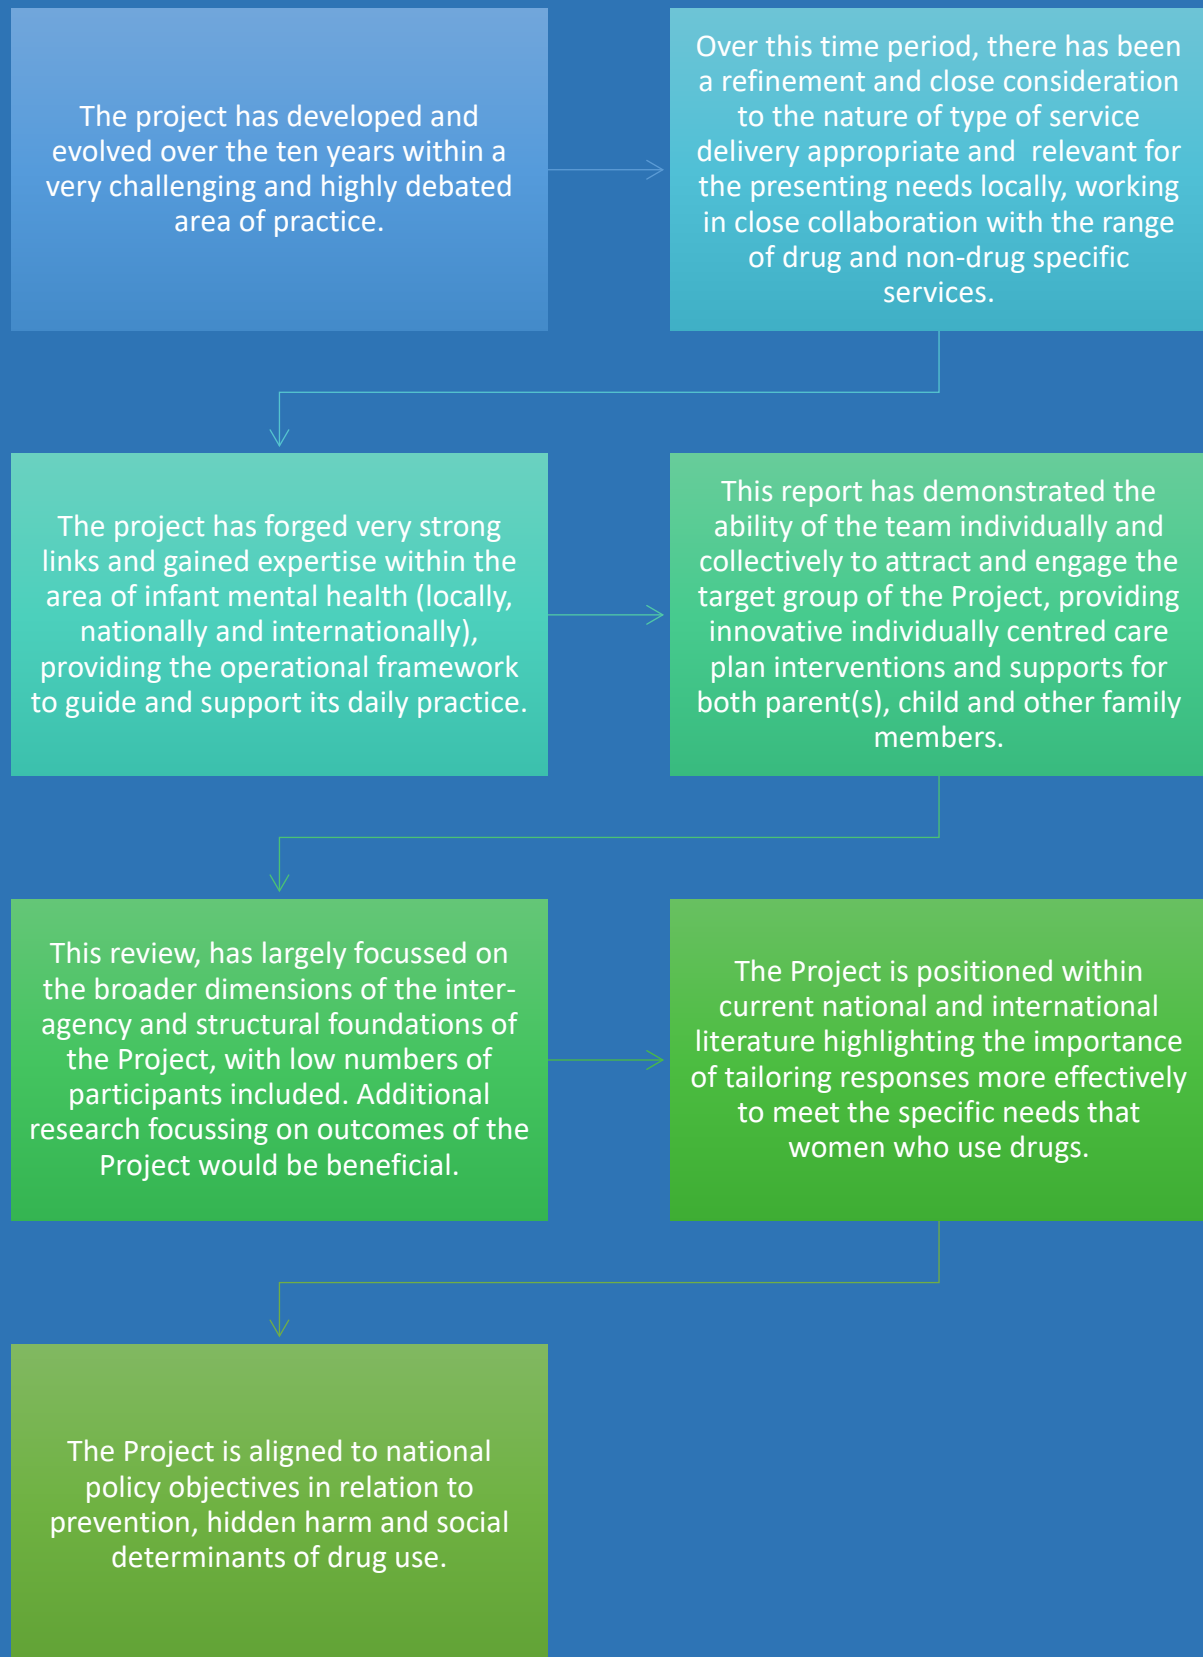 The project has developed and
evolved over the ten years within a
very challenging and highly debated
area of practice.
Over this time period, there has been
a refinement and close consideration
to the nature of type of service
delivery appropriate and  relevant for
the presenting needs locally, working
in close collaboration with the range
of drug and non-drug specific
services.
The project has forged very strong
links and gained expertise within the
area of infant mental health (locally,
nationally and internationally),
providing the operational framework
to guide and support its daily practice.
This report has demonstrated the
ability of the team individually and
collectively to attract and engage the
target group of the Project, providing
innovative individually centred care
plan interventions and supports for
both parent(s), child and other family
members.
This review, has largely focussed on
the broader dimensions of the inter-
agency and structural foundations of
the Project, with low numbers of
participants included. Additional
research focussing on outcomes of the
Project would be beneficial.
The Project is positioned within
current national and international
literature highlighting the importance
of tailoring responses more effectively
to meet the specific needs that
women who use drugs.
The Project is aligned to national
policy objectives in relation to
prevention, hidden harm and social
determinants of drug use.